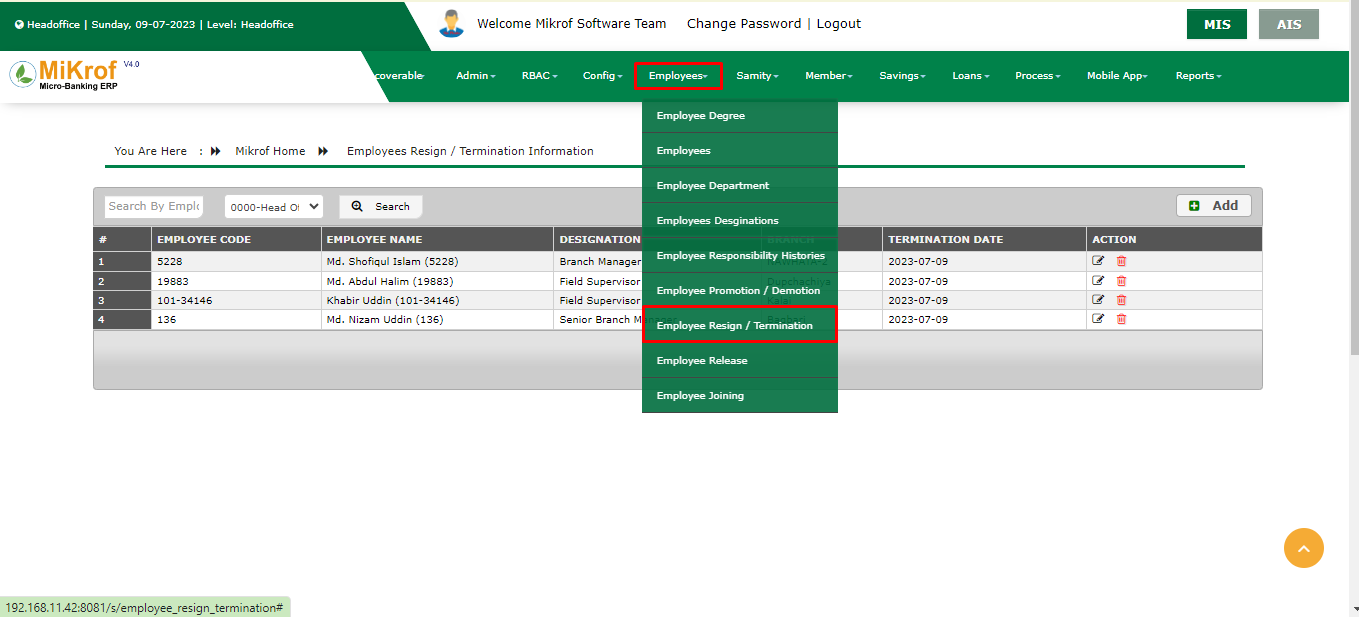 Headoffice | Sunday, 09-07-2023 | Level: Headoffice
Welcome Mikrof Software Team Change Password | Logout
MIS AIS
MiKrof V4.0
Micro-Banking ERP
coverable Admin RBAC Config Employees Samity Member Savings Loans Process Mobile App Reports
Employee Degree
Employees
Employee Department
Employees Desginations
Employee Responsibility Histories
Employee Promotion / Demotion
Employee Resign / Termination
Employee Release
Employee Joining
You Are Here : Mikrof Home Employees Resign / Termination Information
Search By Emplo 0000-Head Of Search Add
# EMPLOYEE CODE EMPLOYEE NAME DESIGNATION BRANCH TERMINATION DATE ACTION
1 5228 Md. Shofiqul Islam (5228) Branch Manager 2023-07-09
2 19883 Md. Abdul Halim (19883) Field Supervisor Dupchachiya 2023-07-09
3 101-34146 Khabir Uddin (101-34146) Field Supervisor Kalai 2023-07-09
4 136 Md. Nizam Uddin (136) Senior Branch Manager 2023-07-09
192.168.11.42:8081/s/employee_resign_termination#